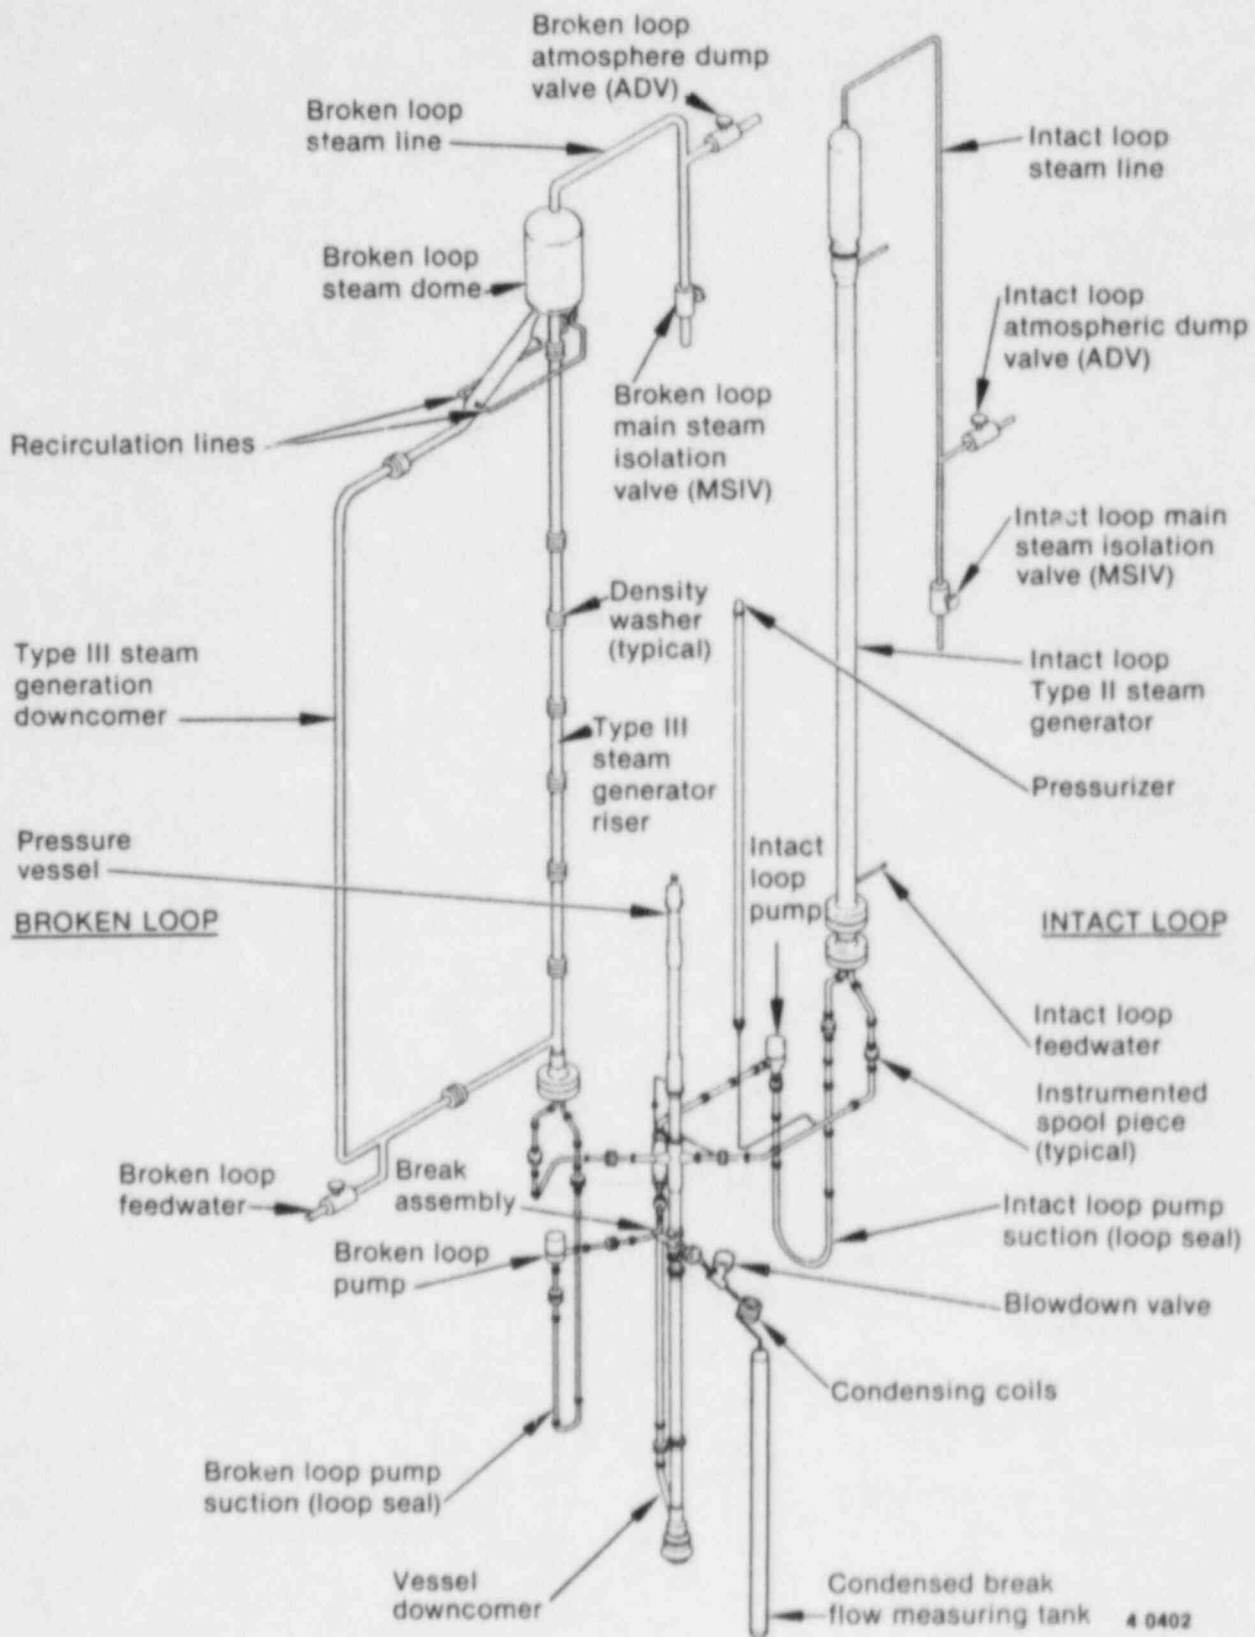 Broken loop
atmosphere dump
valve (ADV)
Broken loop
steam line
Intact loop
steam line
Broken loop
steam dome
Intact loop
atmospheric dump
valve (ADV)
Broken loop
main steam
isolation
valve (MSIV)
Recirculation lines
Intact loop main
steam isolation
valve (MSIV)
Density
washer
(typical)
Type III steam
generation
downcomer
Intact loop
Type II steam
generator
Type III
steam
generator
riser
Pressurizer
Pressure
vessel
Intact
loop
pump
BROKEN LOOP
INTACT LOOP
Intact loop
feedwater
Instrumented
spool piece
(typical)
Broken loop
feedwater
Break
assembly
Intact loop pump
suction (loop seal)
Broken loop
pump
Blowdown valve
Condensing coils
Broken loop pump
suction (loop seal)
Vessel
downcomer
Condensed break
flow measuring tank
4 0402